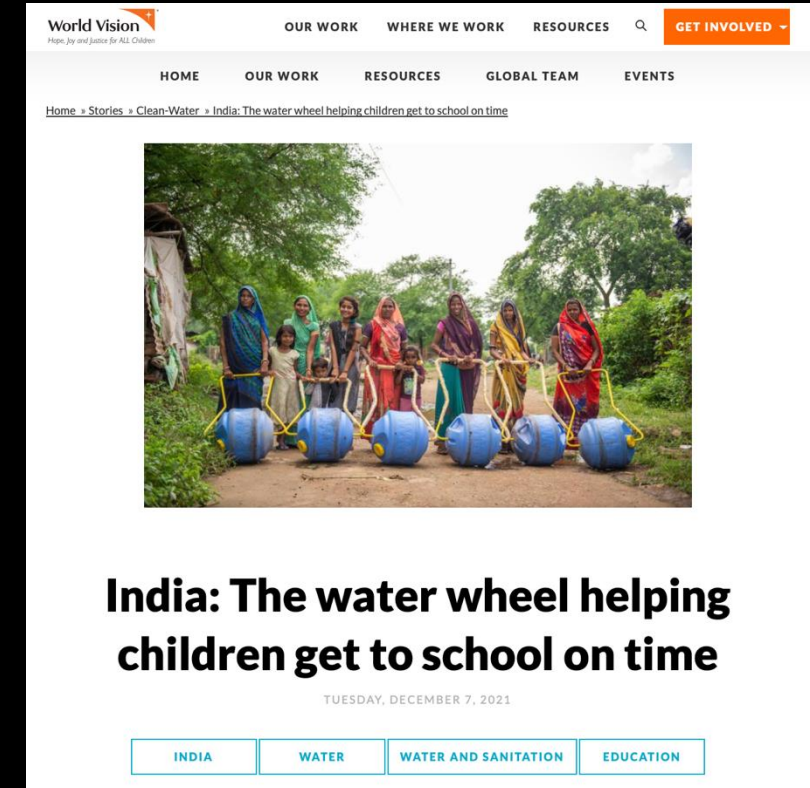 World Vision
Hope, Joy and Justice for ALL Children
OUR WORK WHERE WE WORK RESOURCES GET INVOLVED
HOME OUR WORK RESOURCES GLOBAL TEAM EVENTS
Home » Stories » Clean-Water » India: The water wheel helping children get to school on time
India: The water wheel helping
children get to school on time
TUESDAY, DECEMBER 7, 2021
INDIA WATER WATER AND SANITATION EDUCATION